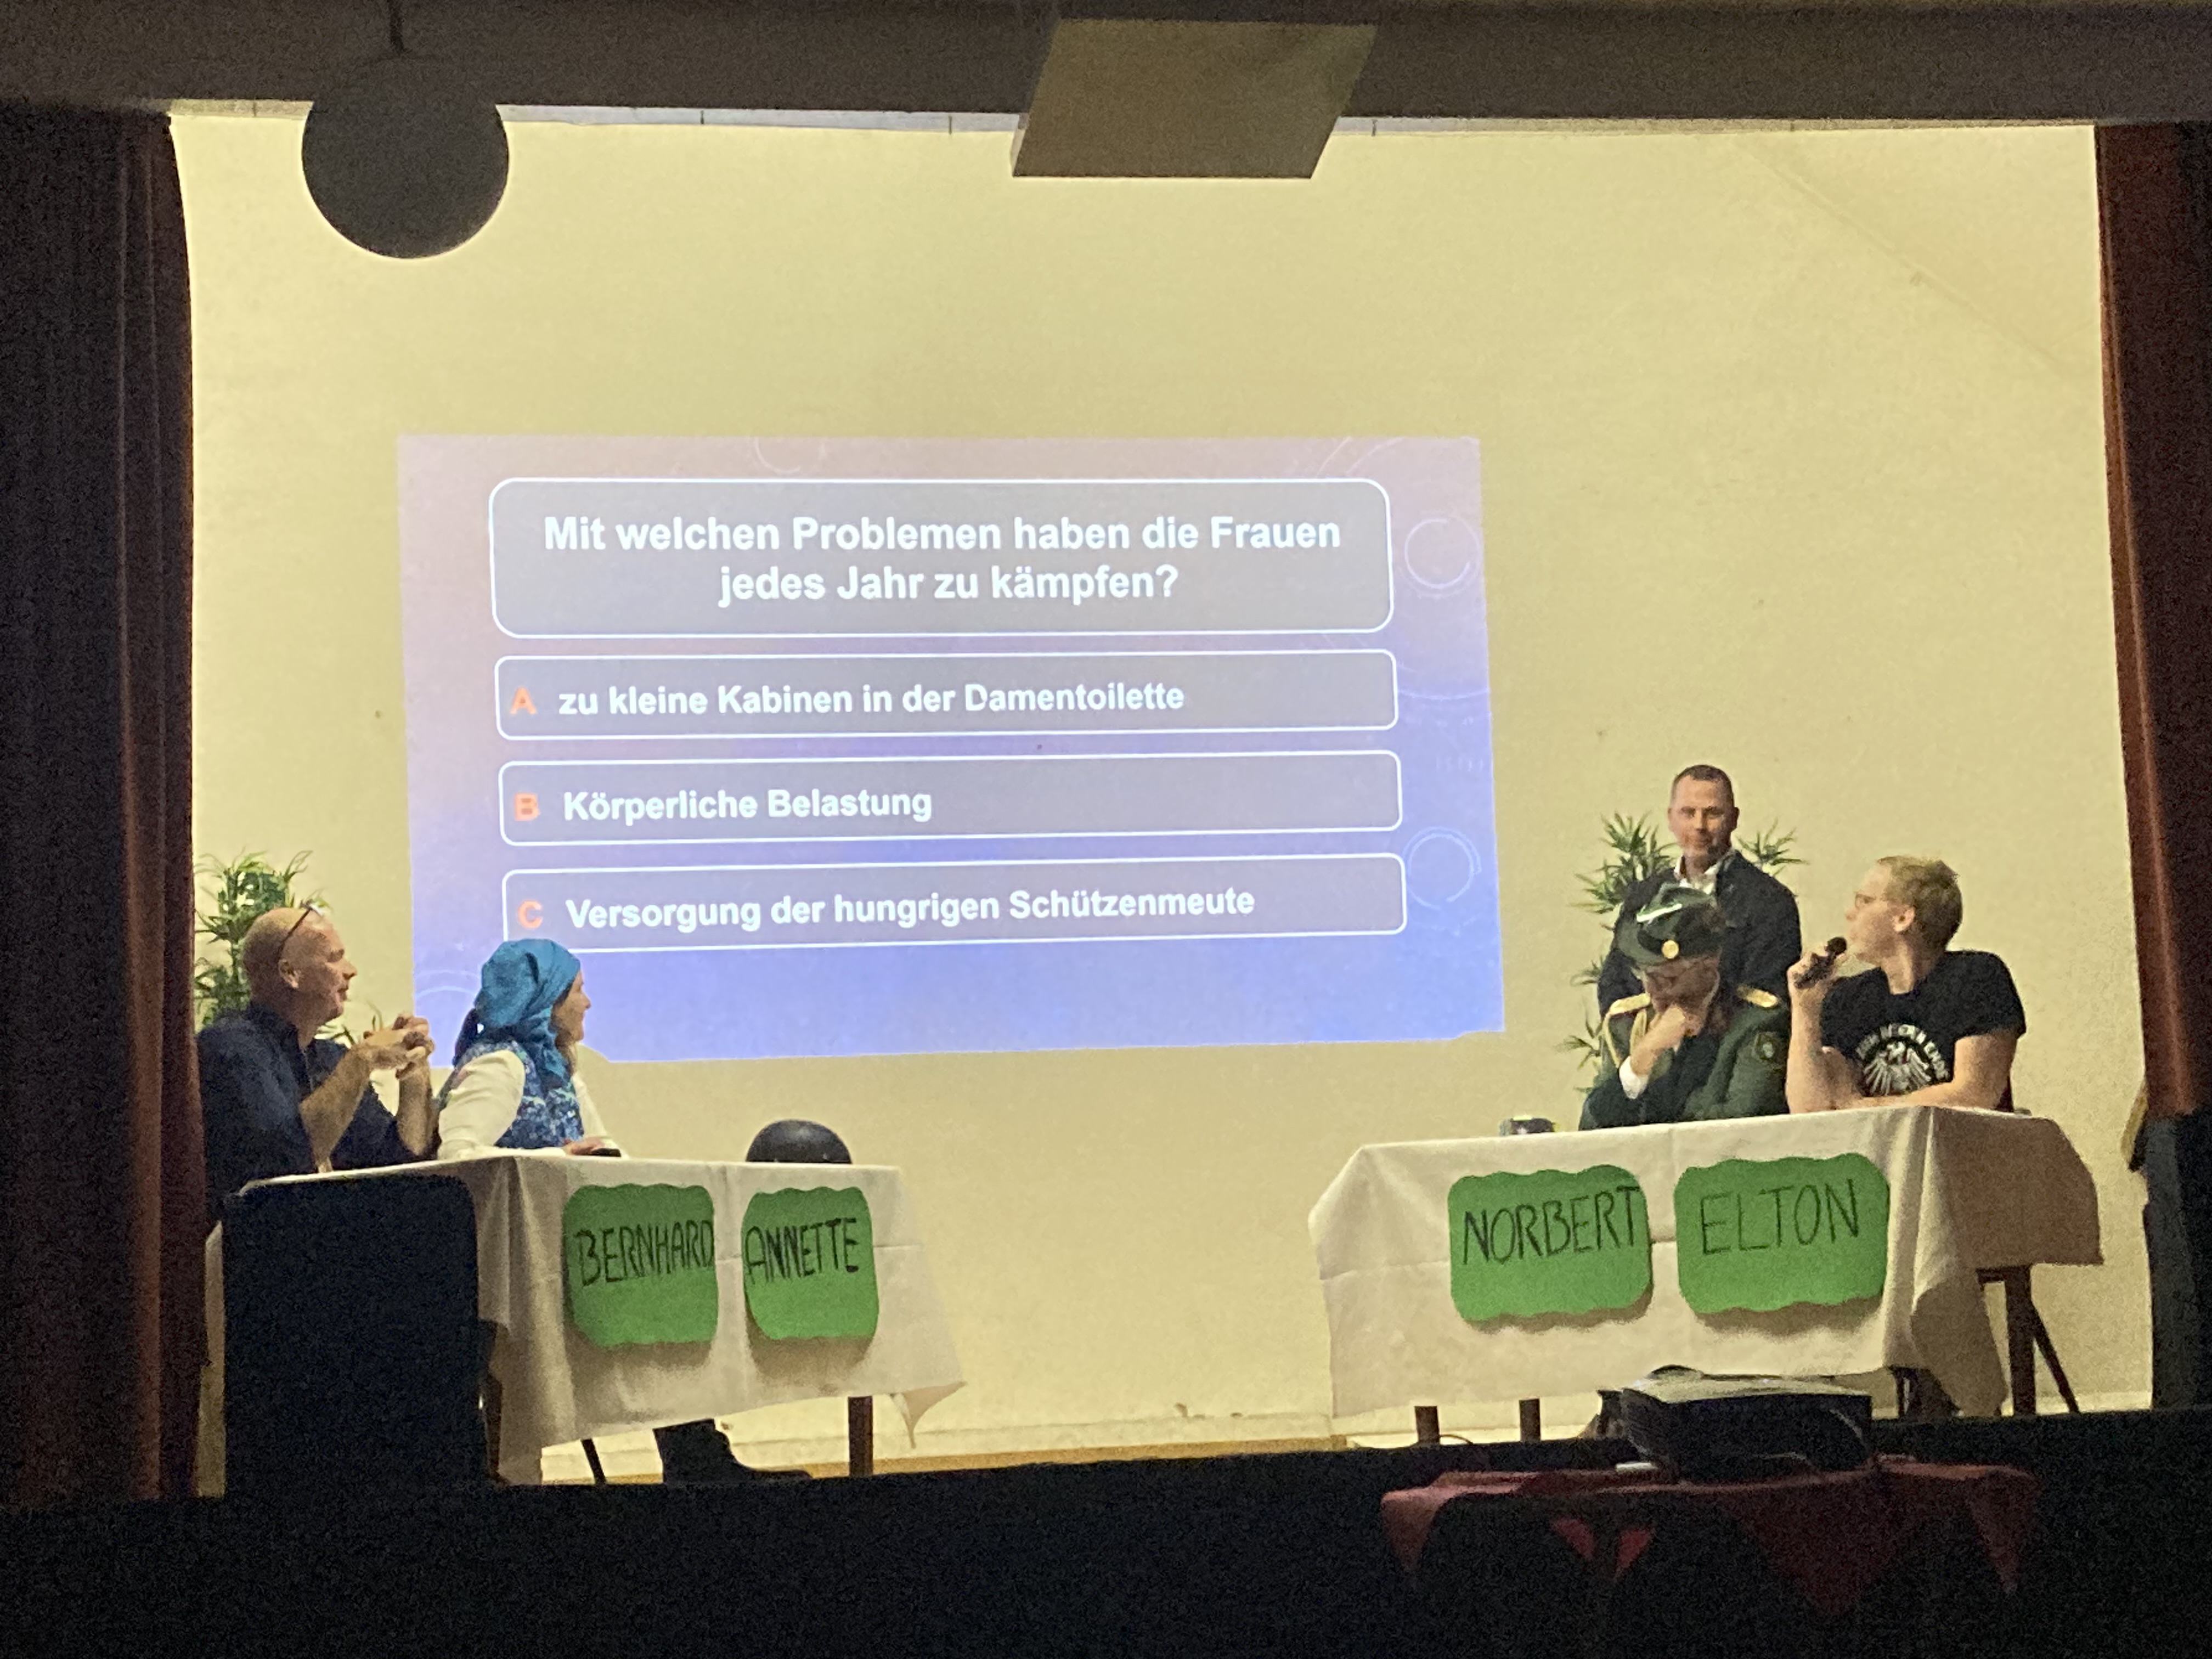 Mit welchen Problemen haben die Frauen
jedes Jahr zu kämpfen?
A zu kleine Kabinen in der Damentoilette
B Körperliche Belastung
C Versorgung der hungrigen Schützenmeute
BERNHARD
ANNETTE
NORBERT
ELTON